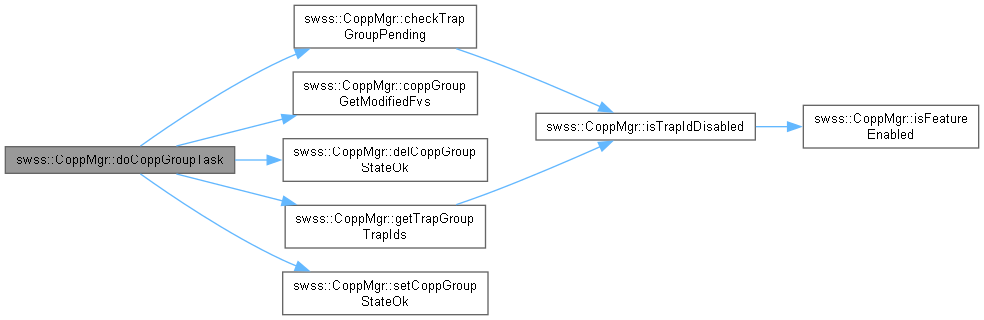 swss::CoppMgr::checkTrap
GroupPending
swss::CoppMgr::coppGroup
GetModifiedFvs
swss::CoppMgr::isTrapIdDisabled
swss::CoppMgr::isFeature
Enabled
swss::CoppMgr::doCoppGroupTask
swss::CoppMgr::delCoppGroup
StateOk
swss::CoppMgr::getTrapGroup
TrapIds
swss::CoppMgr::setCoppGroup
StateOk